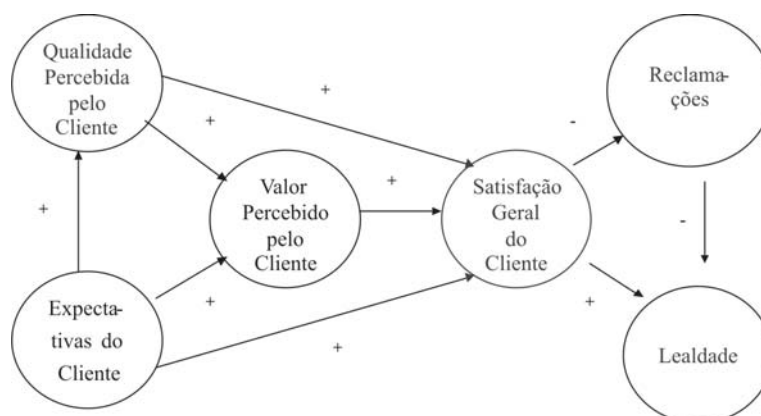 Qualidade
Percebida
pelo
Cliente
+
+
+
-
Reclama-
ções
Valor
Percebido
pelo
Cliente
+
Satisfação
Geral
do
Cliente
-
+
Expecta-
tivas do
Cliente
+
+
+
Lealdade